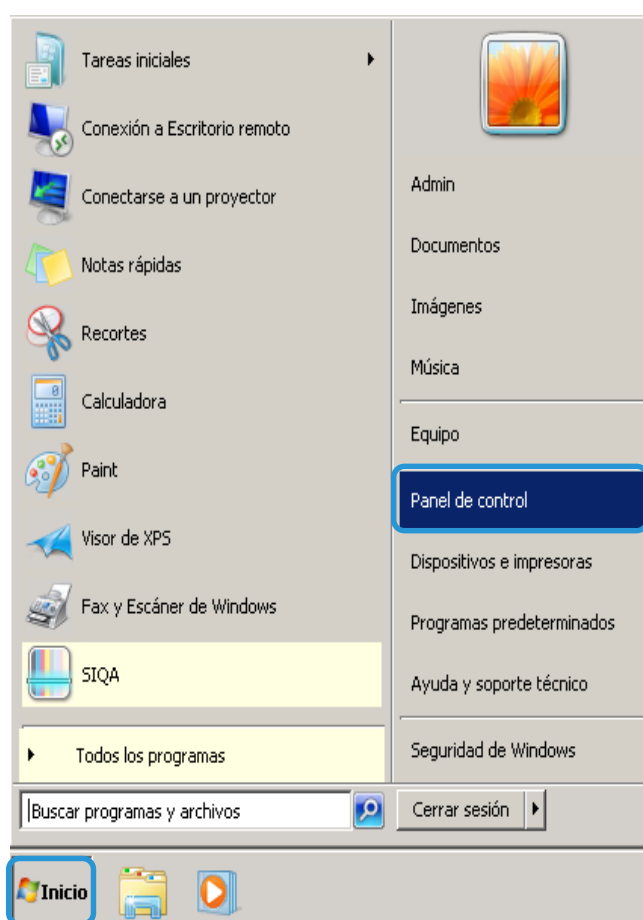 Tareas iniciales
Conexión a Escritorio remoto
Conectarse a un proyector
Notas rápidas
Recortes
Calculadora
Paint
Visor de XPS
Fax y Escáner de Windows
SIQA
Todos los programas
Buscar programas y archivos
Admin
Documentos
Imágenes
Música
Equipo
Panel de control
Dispositivos e impresoras
Programas predeterminados
Ayuda y soporte técnico
Seguridad de Windows
Cerrar sesión
Inicio